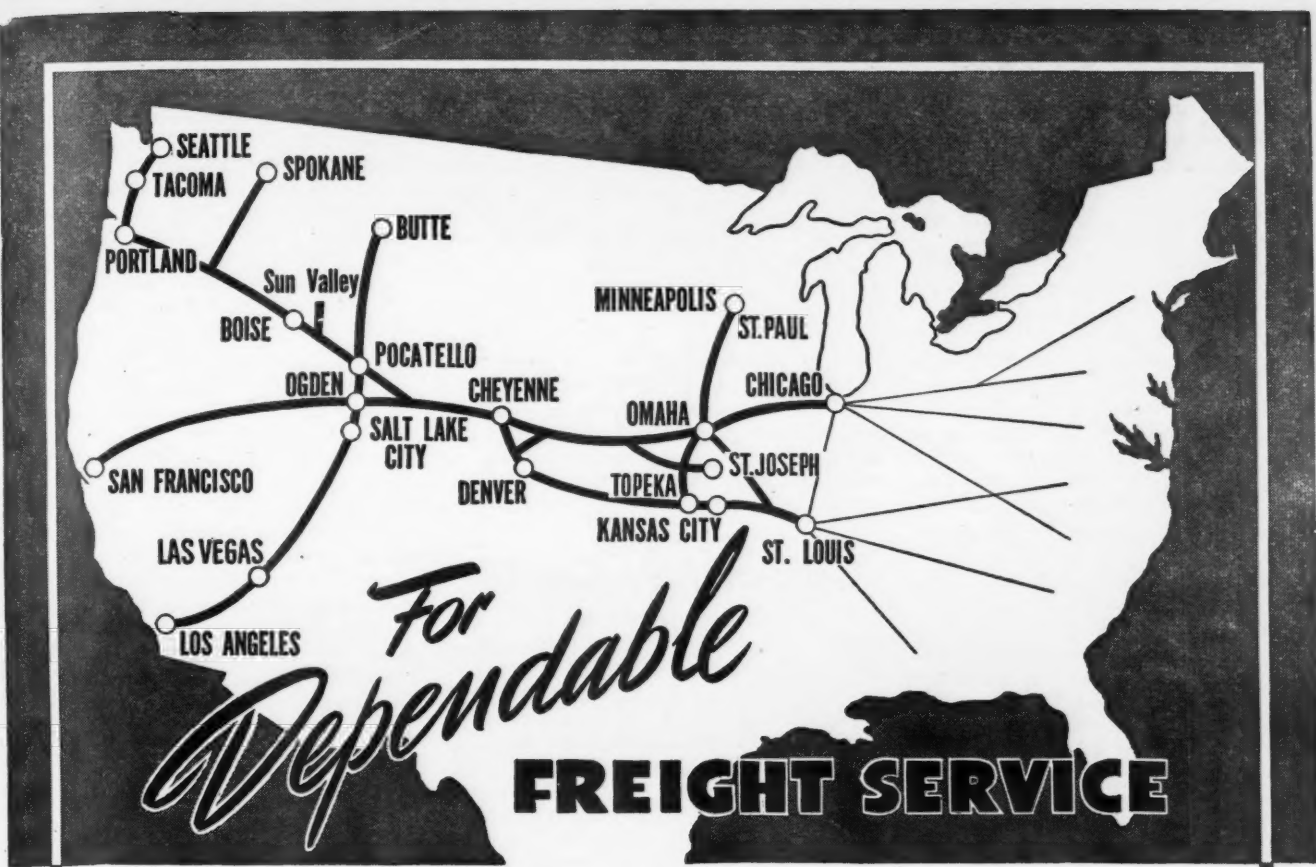 SEATTLE
SPOKANE
TACOMA
BUTTE
PORTLAND
Sun Valley
MINNEAPOLIS
ST. PAUL
BOISE
POCATELLO
OGDEN
CHEYENNE
CHICAGO
OMAHA
SALT LAKE
CITY
ST. JOSEPH
SAN FRANCISCO
DENVER
TOPEKA
KANSAS CITY
ST. LOUIS
LAS VEGAS
LOS ANGELES
For
Dependable
FREIGHT SERVICE